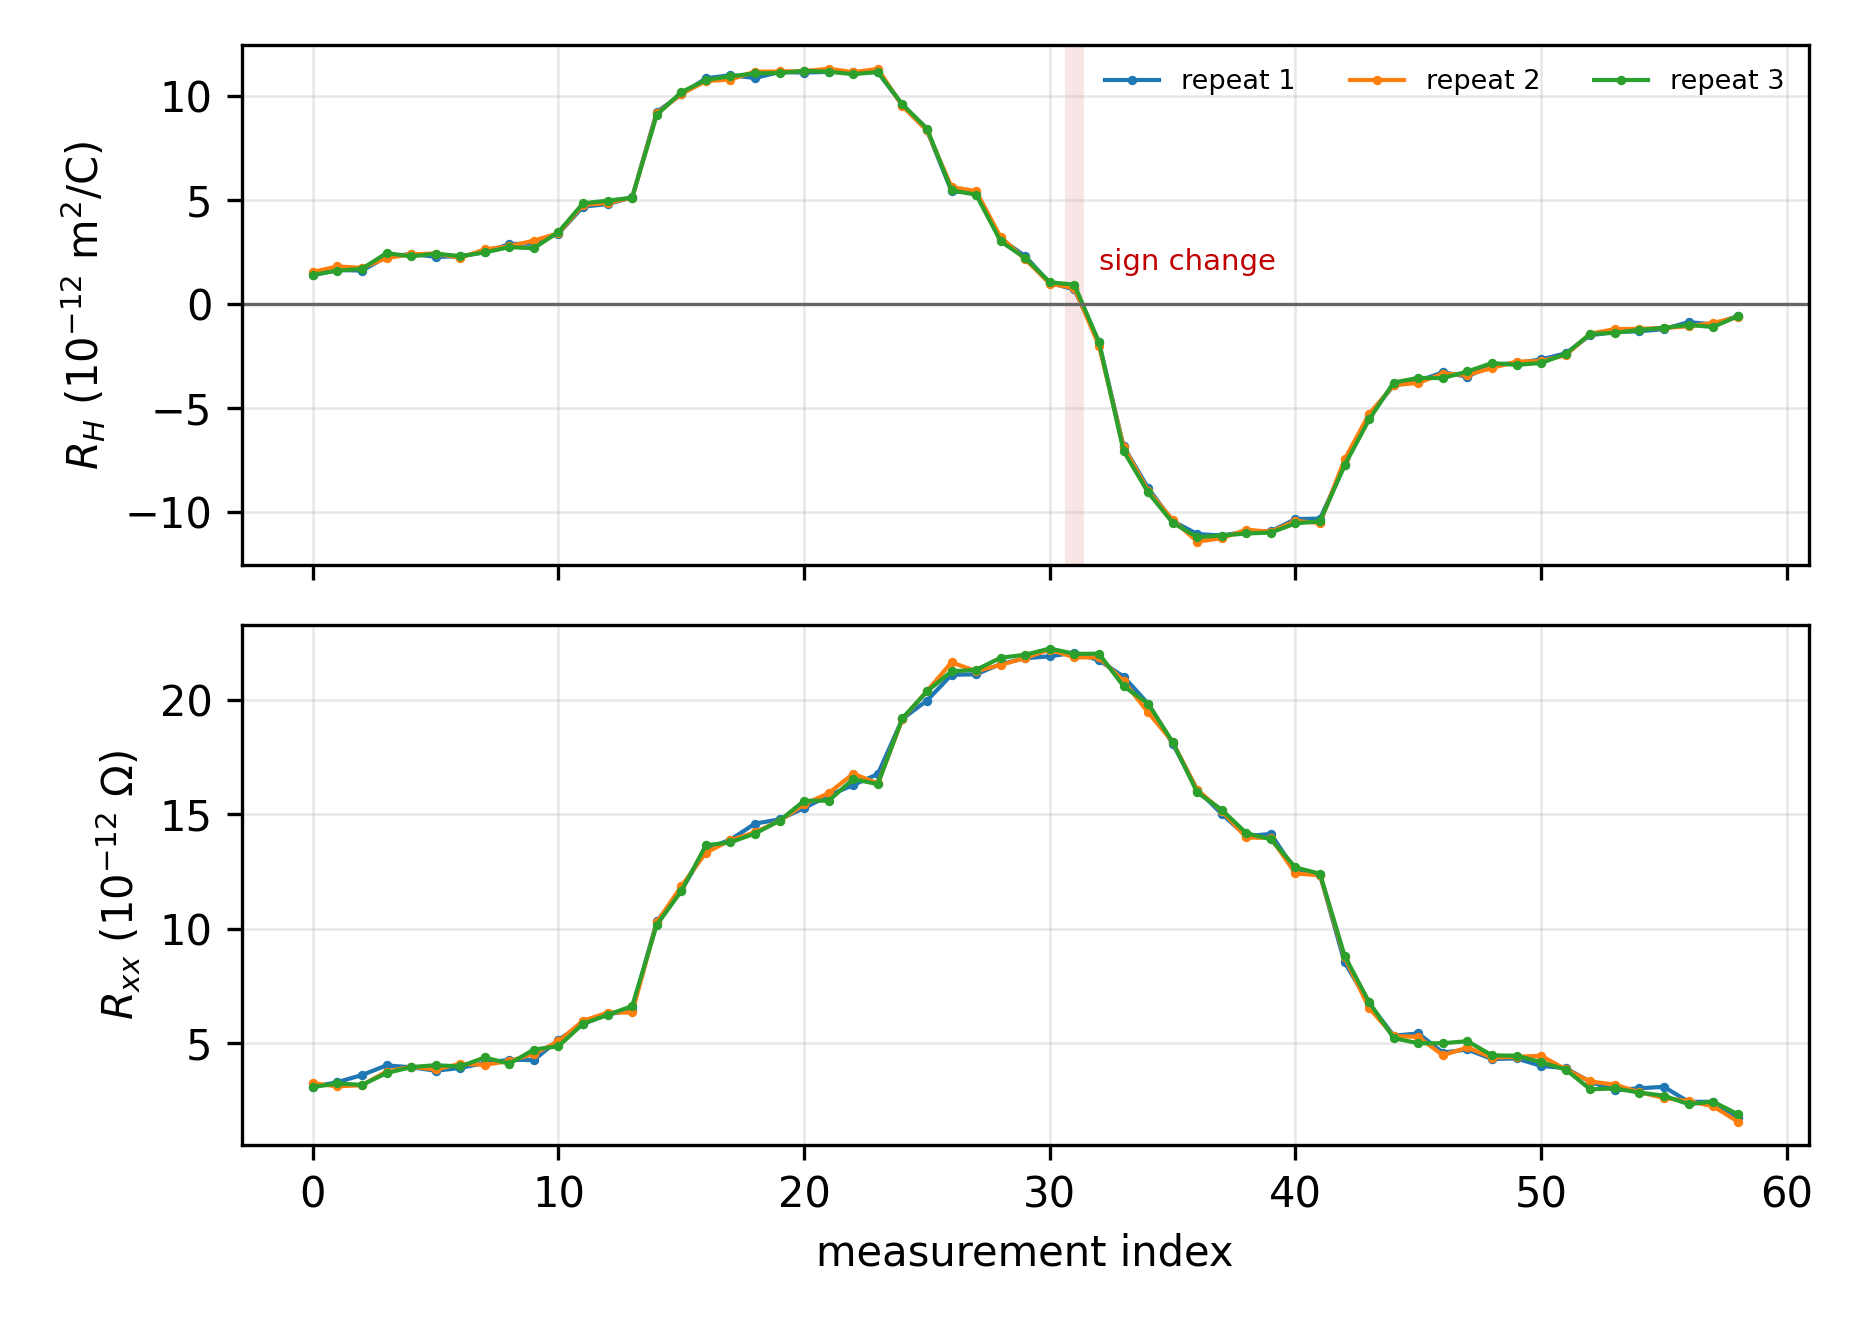 repeat 1 repeat 2 repeat 3
10
5
0
−5
−10
R_H (10⁻¹² m²/C)
sign change
20
15
10
5
R_xx (10⁻¹² Ω)
0 10 20 30 40 50 60
measurement index